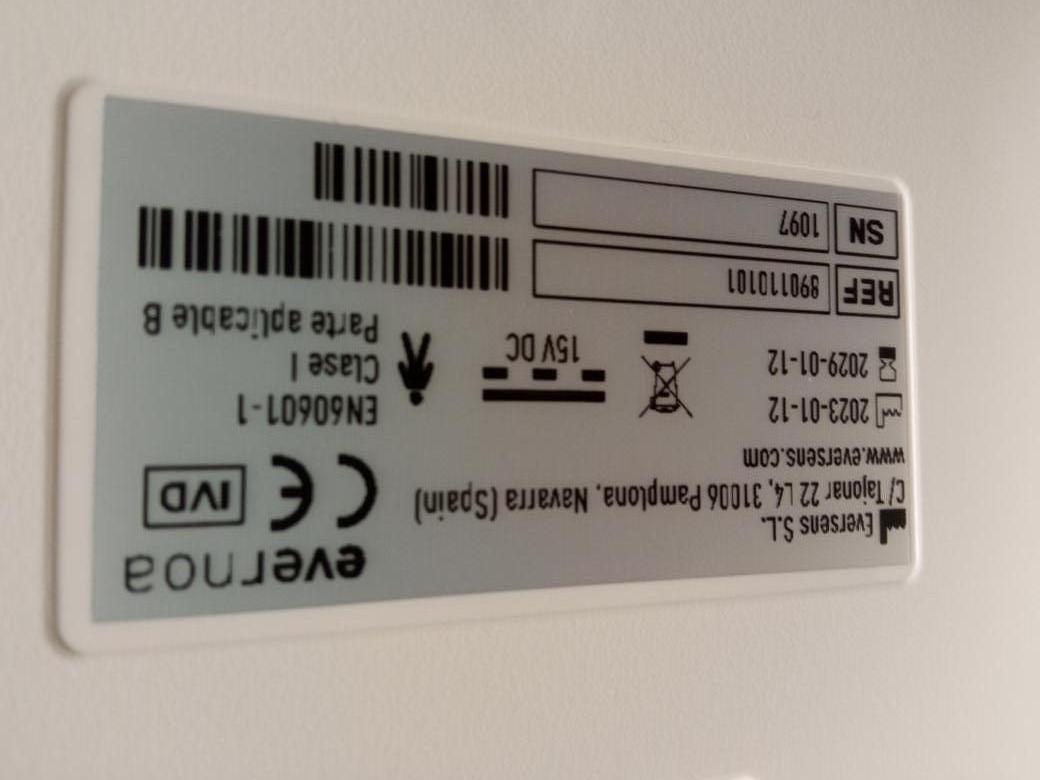 Eversens S.L.
C/ Tajonar 22 L4, 31006 Pamplona, Navarra (Spain)
www.eversens.com
2023-01-12
2029-01-12
REF 890110101
SN 1097
15V DC
evernoa
CE IVD
EN60601-1
Clase I
Parte aplicable B